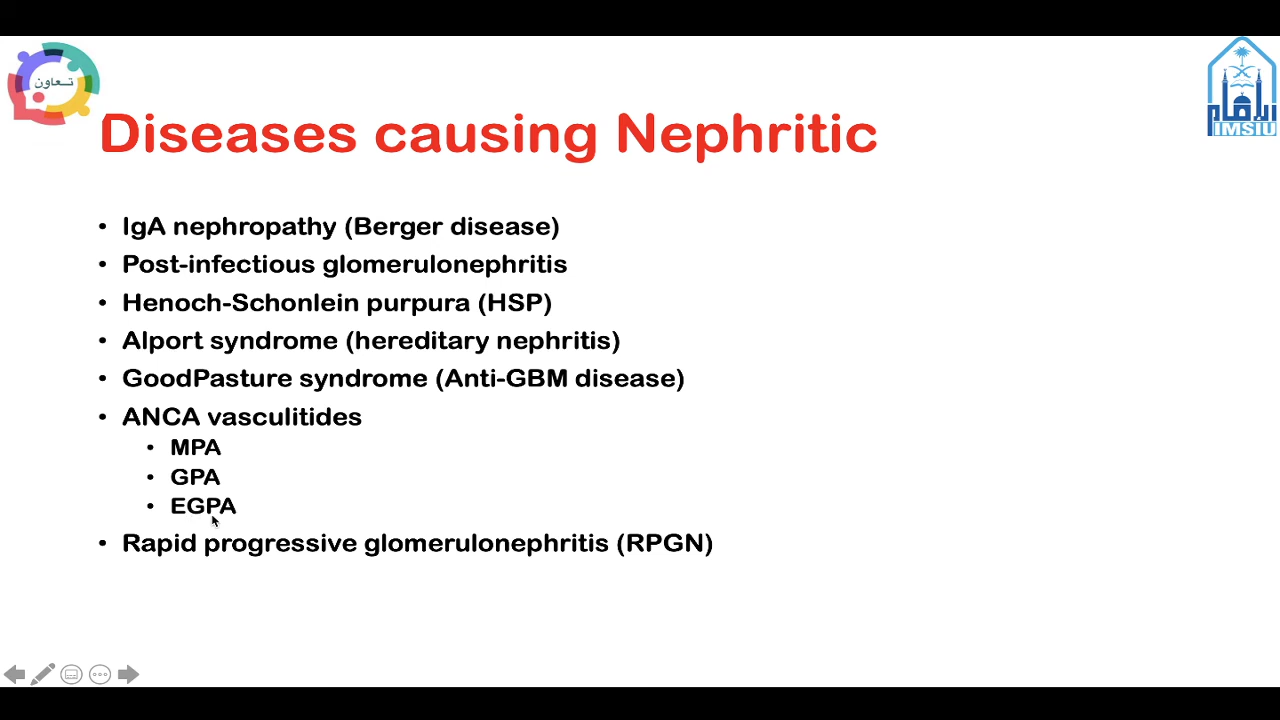 تعاون
IMSIU
Diseases causing Nephritic
• IgA nephropathy (Berger disease)
• Post-infectious glomerulonephritis
• Henoch-Schonlein purpura (HSP)
• Alport syndrome (hereditary nephritis)
• GoodPasture syndrome (Anti-GBM disease)
• ANCA vasculitides
• MPA
• GPA
• EGPA
• Rapid progressive glomerulonephritis (RPGN)